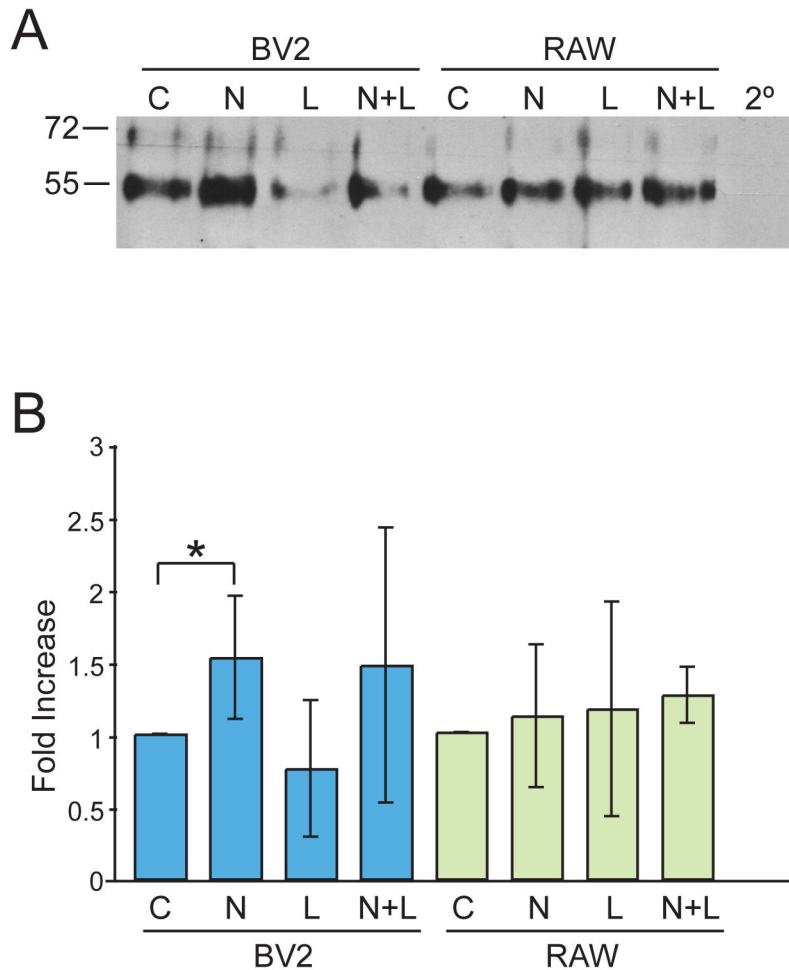 A
BV2 RAW
C N L N+L C N L N+L 2º
72
55
B
3
2.5
2
1.5
1
0.5
0
Fold Increase
*
C N L N+L C N L N+L
BV2 RAW